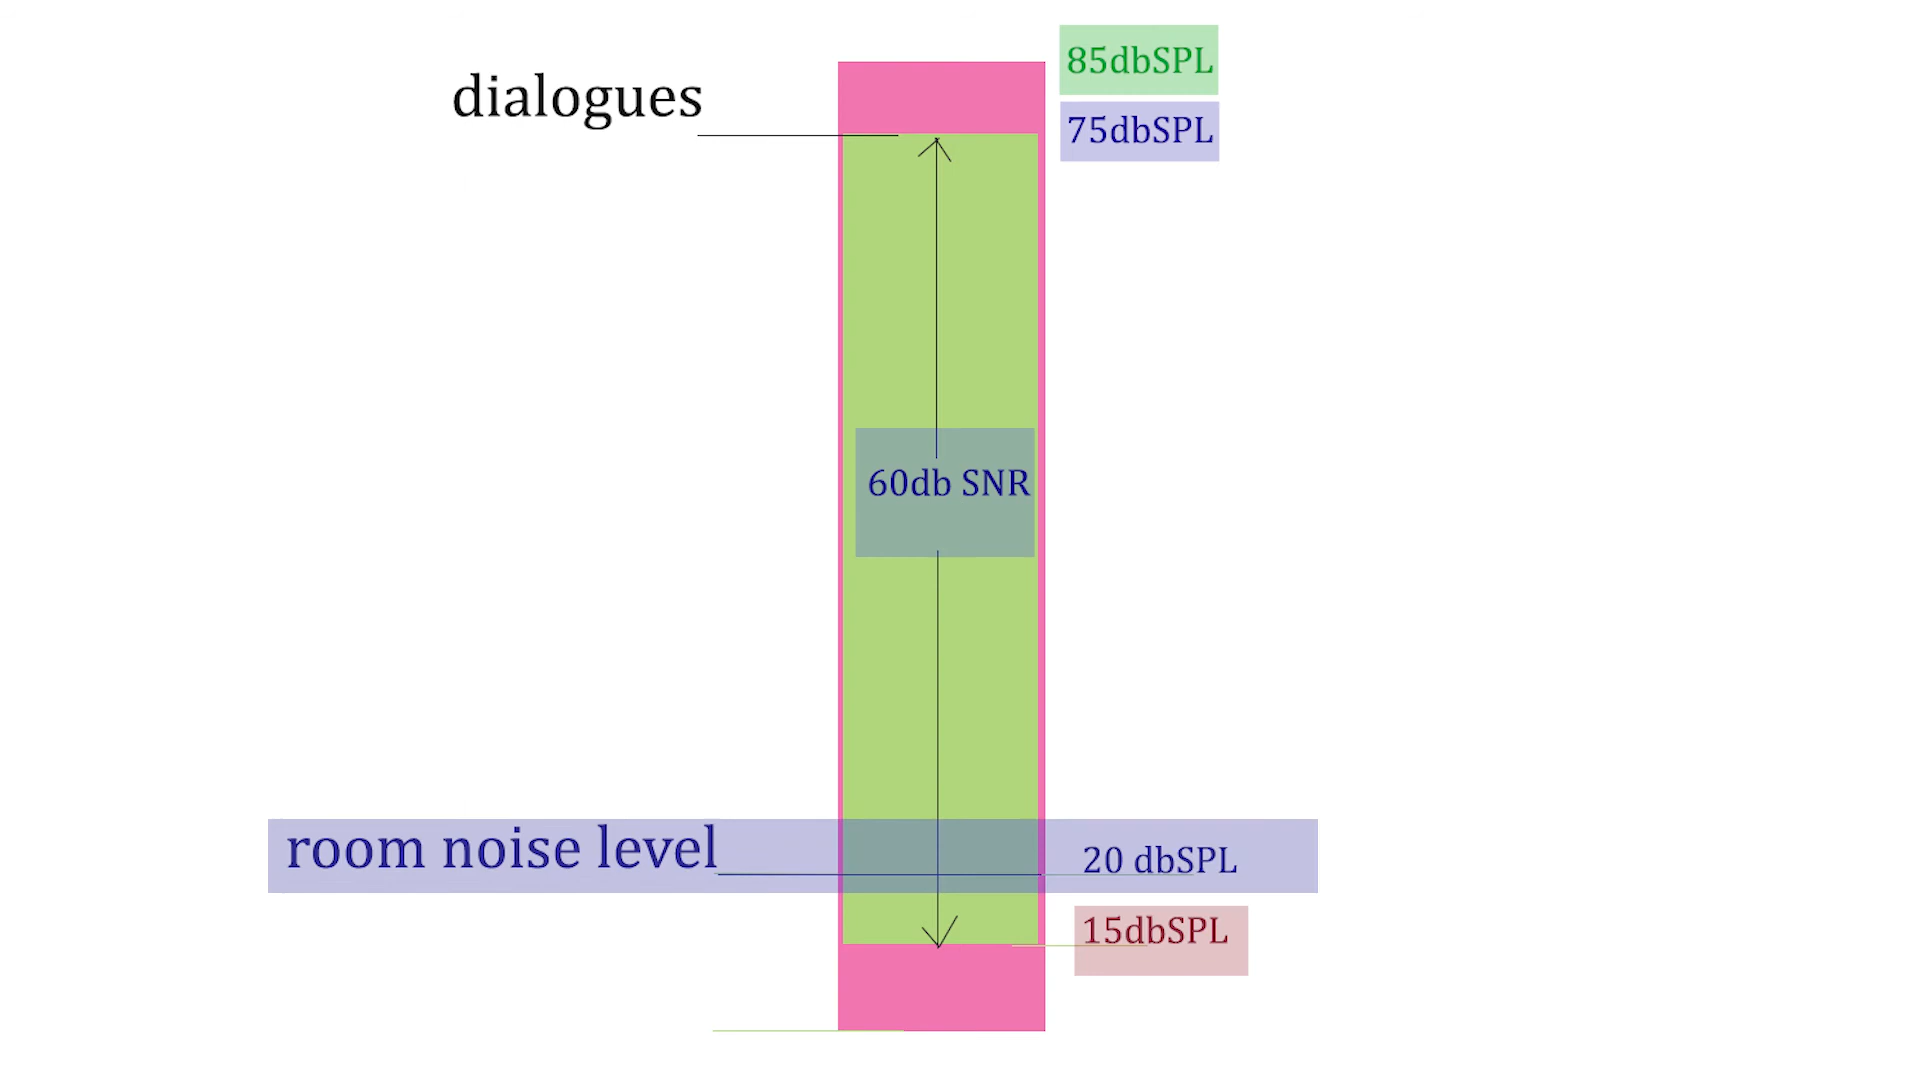 85dbSPL
dialogues
75dbSPL
60db SNR
room noise level
20 dbSPL
15dbSPL